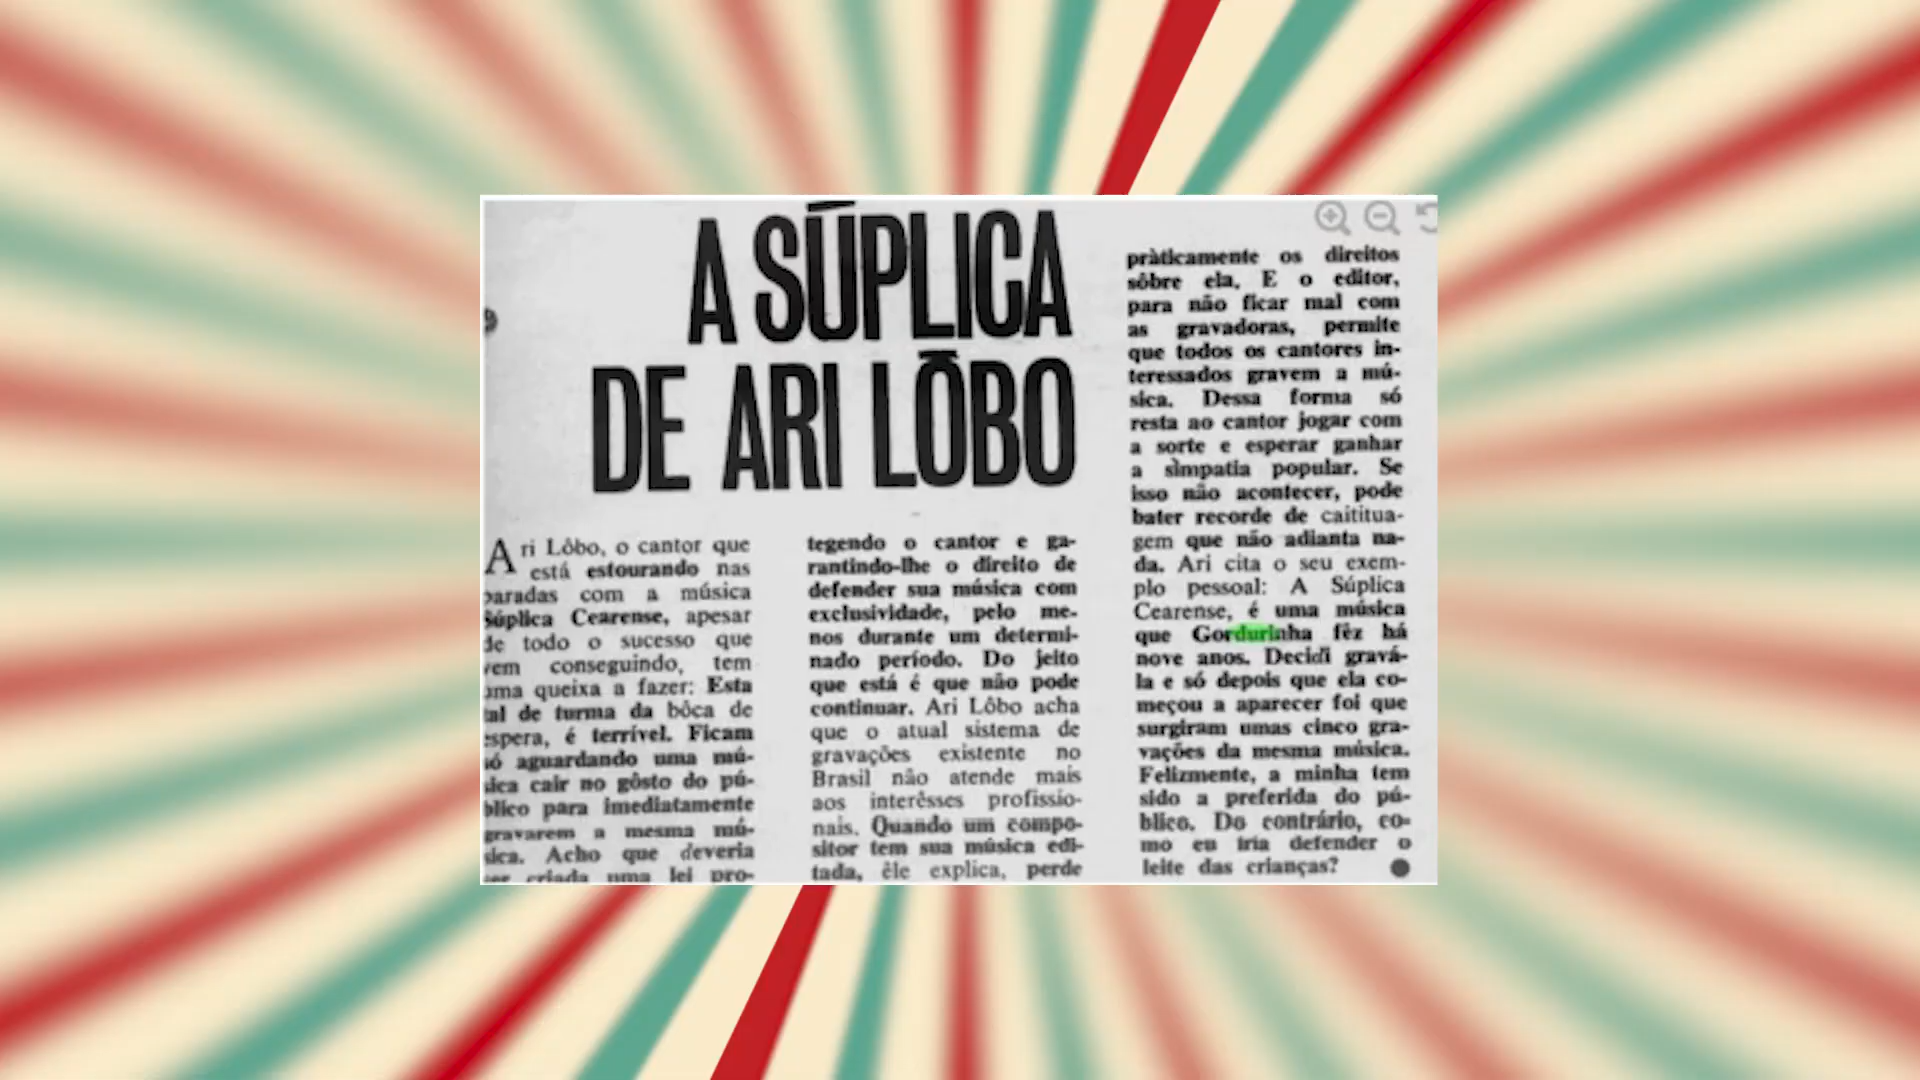 A SÚPLICA
DE ARI LÔBO
Ari Lôbo, o cantor que
está estourando nas
paradas com a música
Súplica Cearense, apesar
de todo o sucesso que
vem conseguindo, tem
uma queixa a fazer: Esta
tal de turma da bôca de
espera, é terrível. Ficam
só aguardando uma mú-
sica cair no gôsto do pú-
blico para imediatamente
gravarem a mesma mú-
sica. Acho que deveria
ser criada uma lei pro-
tegendo o cantor e ga-
rantindo-lhe o direito de
defender sua música com
exclusividade, pelo me-
nos durante um determi-
nado período. Do jeito
que está é que não pode
continuar. Ari Lôbo acha
que o atual sistema de
gravações existente no
Brasil não atende mais
aos interêsses profissio-
nais. Quando um compo-
sitor tem sua música edi-
tada, êle explica, perde
pràticamente os direitos
sôbre ela. E o editor,
para não ficar mal com
as gravadoras, permite
que todos os cantores in-
teressados gravem a mú-
sica. Dessa forma só
resta ao cantor jogar com
a sorte e esperar ganhar
a simpatia popular. Se
isso não acontecer, pode
bater recorde de caititua-
gem que não adianta na-
da. Ari cita o seu exem-
plo pessoal: A Súplica
Cearense, é uma música
que Gordurinha fêz há
nove anos. Decidi gravá-
la e só depois que ela co-
meçou a aparecer foi que
surgiram umas cinco gra-
vações da mesma música.
Felizmente, a minha tem
sido a preferida do pú-
blico. Do contrário, co-
mo eu iria defender o
leite das crianças?